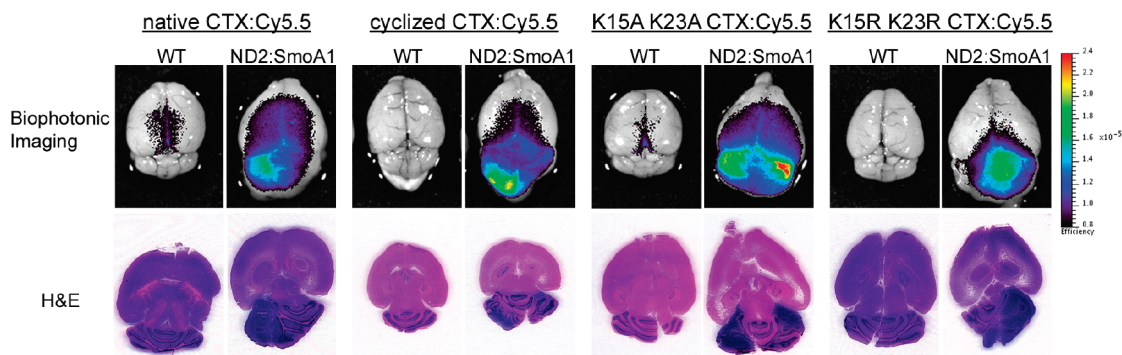 native CTX:Cy5.5 cyclized CTX:Cy5.5 K15A K23A CTX:Cy5.5 K15R K23R CTX:Cy5.5
WT ND2:SmoA1 WT ND2:SmoA1 WT ND2:SmoA1 WT ND2:SmoA1
Biophotonic
Imaging
2.4
2.2
2.0
1.8
1.6 x10⁻⁵
1.4
1.2
1.0
0.8
Efficiency
H&E